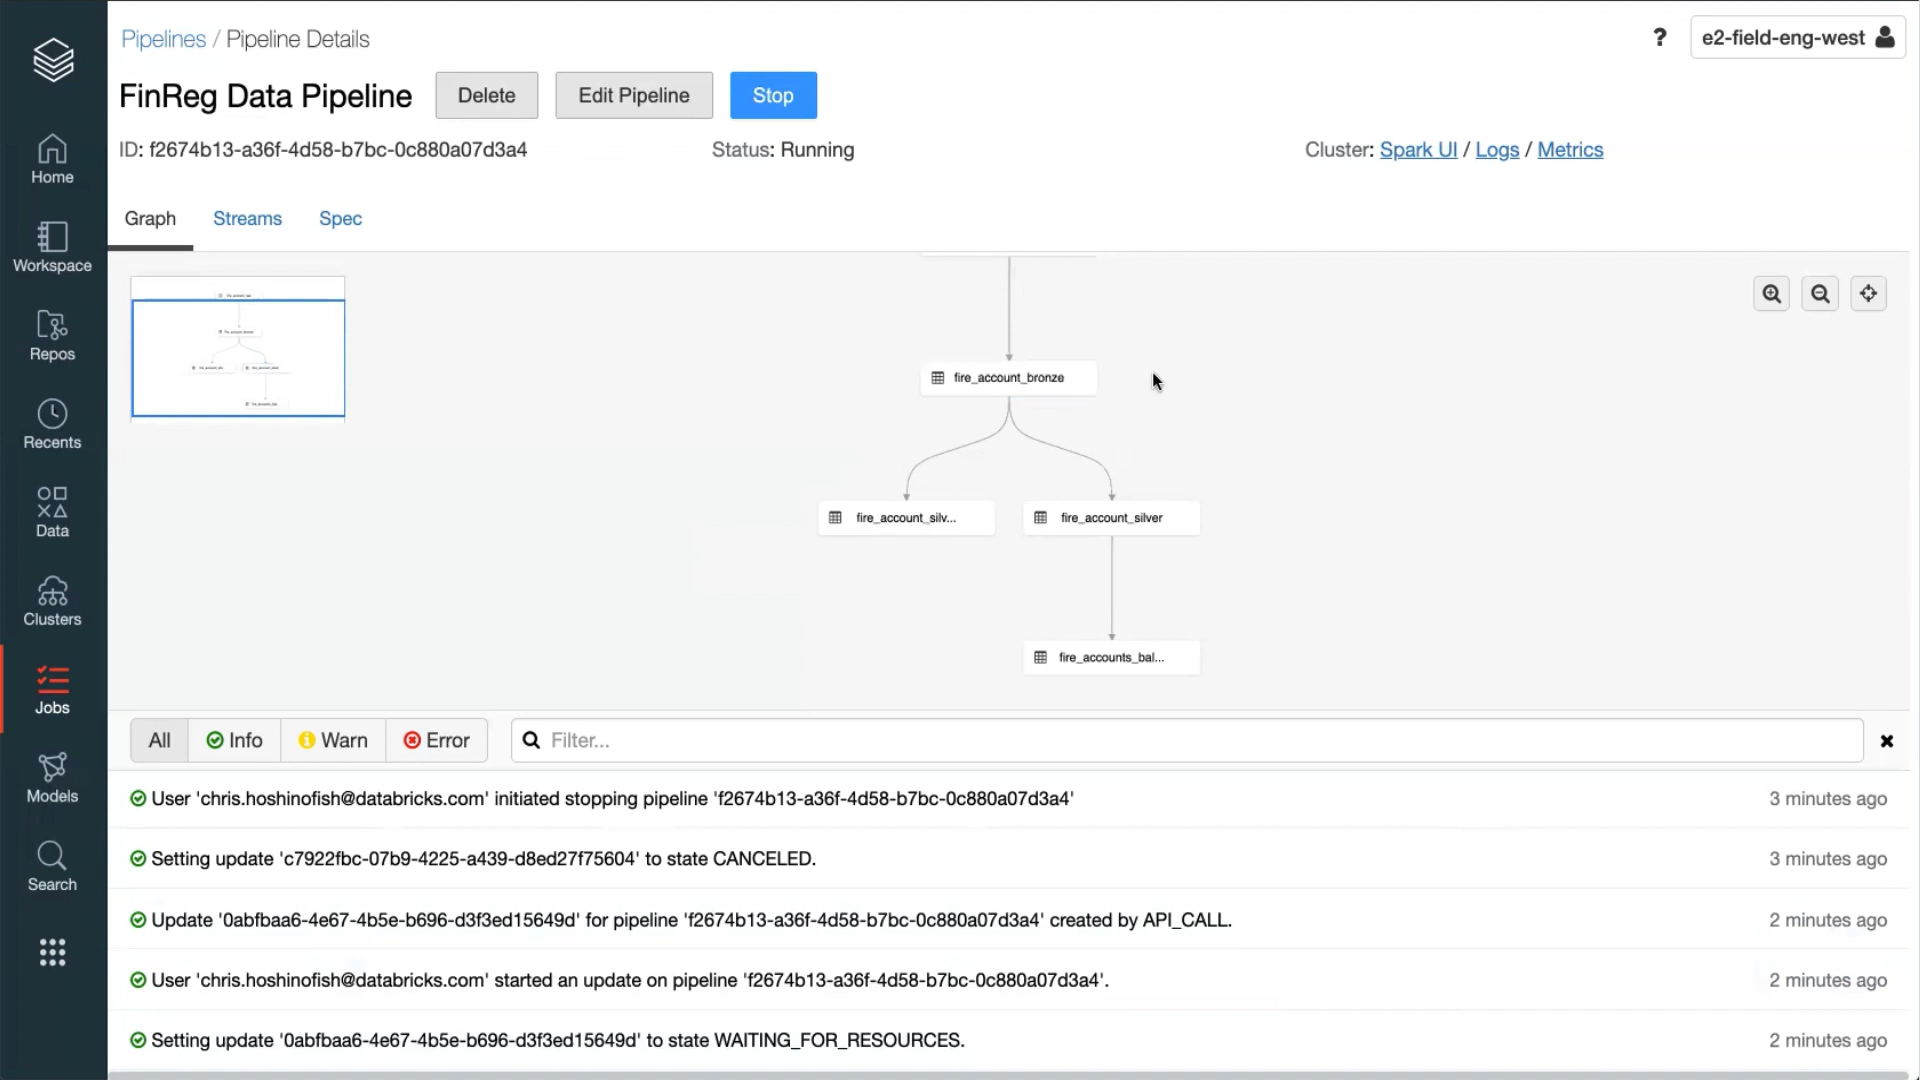 Pipelines / Pipeline Details
? e2-field-eng-west
FinReg Data Pipeline Delete Edit Pipeline Stop
ID: f2674b13-a36f-4d58-b7bc-0c880a07d3a4 Status: Running Cluster: Spark UI / Logs / Metrics
Home
Workspace
Repos
Recents
Data
Clusters
Jobs
Models
Search
Graph Streams Spec
fire_account_bronze
fire_account_silv... fire_account_silver
fire_accounts_bal...
All Info Warn Error Filter...
User 'chris.hoshinofish@databricks.com' initiated stopping pipeline 'f2674b13-a36f-4d58-b7bc-0c880a07d3a4' 3 minutes ago
Setting update 'c7922fbc-07b9-4225-a439-d8ed27f75604' to state CANCELED. 3 minutes ago
Update '0abfbaa6-4e67-4b5e-b696-d3f3ed15649d' for pipeline 'f2674b13-a36f-4d58-b7bc-0c880a07d3a4' created by API_CALL. 2 minutes ago
User 'chris.hoshinofish@databricks.com' started an update on pipeline 'f2674b13-a36f-4d58-b7bc-0c880a07d3a4'. 2 minutes ago
Setting update '0abfbaa6-4e67-4b5e-b696-d3f3ed15649d' to state WAITING_FOR_RESOURCES. 2 minutes ago